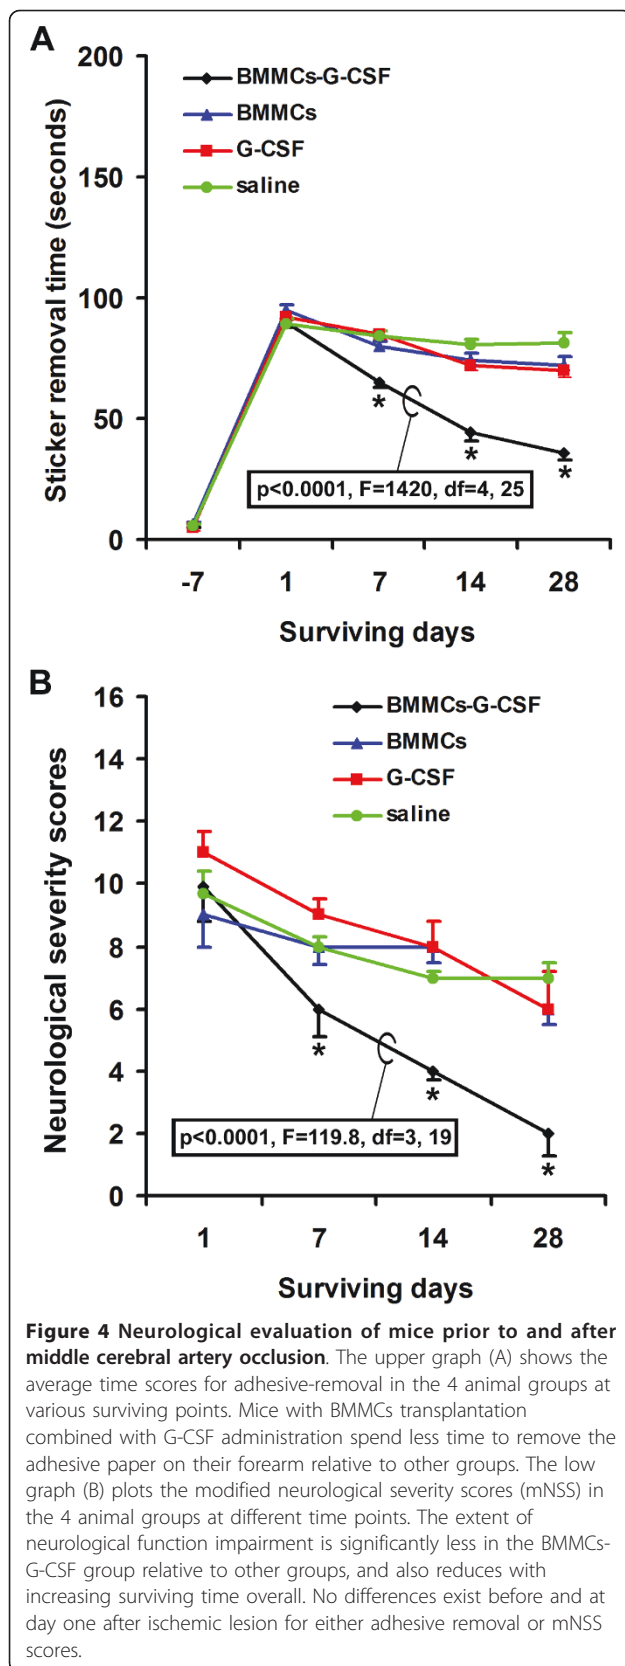 A
200
150
100
50
0
Sticker removal time (seconds)
BMMCs-G-CSF
BMMCs
G-CSF
saline
*
*
*
p<0.0001, F=1420, df=4, 25
-7 1 7 14 28
Surviving days
B
16
14
12
10
8
6
4
2
0
Neurological severity scores
BMMCs-G-CSF
BMMCs
G-CSF
saline
*
*
*
p<0.0001, F=119.8, df=3, 19
1 7 14 28
Surviving days
Figure 4 Neurological evaluation of mice prior to and after
middle cerebral artery occlusion. The upper graph (A) shows the
average time scores for adhesive-removal in the 4 animal groups at
various surviving points. Mice with BMMCs transplantation
combined with G-CSF administration spend less time to remove the
adhesive paper on their forearm relative to other groups. The low
graph (B) plots the modified neurological severity scores (mNSS) in
the 4 animal groups at different time points. The extent of
neurological function impairment is significantly less in the BMMCs-
G-CSF group relative to other groups, and also reduces with
increasing surviving time overall. No differences exist before and at
day one after ischemic lesion for either adhesive removal or mNSS
scores.